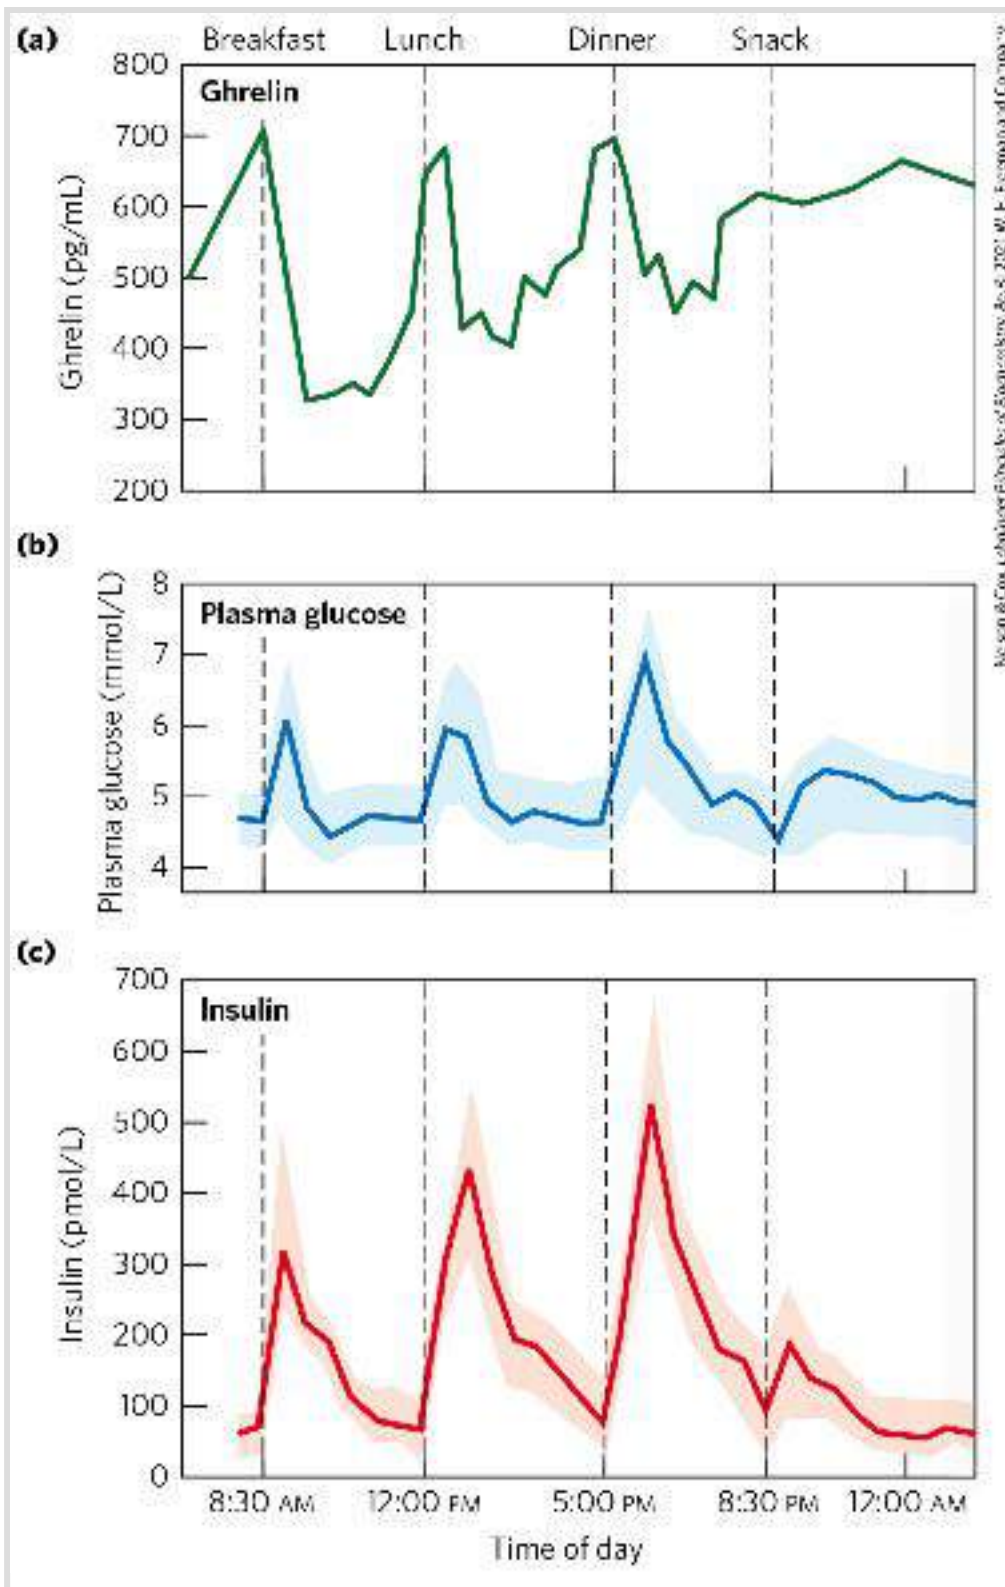 (a)
Breakfast Lunch Dinner Snack
Ghrelin
Ghrelin (pg/mL)
800
700
600
500
400
300
200
(b)
Plasma glucose
Plasma glucose (mmol/L)
8
7
6
5
4
(c)
Insulin
Insulin (pmol/L)
700
600
500
400
300
200
100
0
8:30 AM 12:00 PM 5:00 PM 8:30 PM 12:00 AM
Time of day